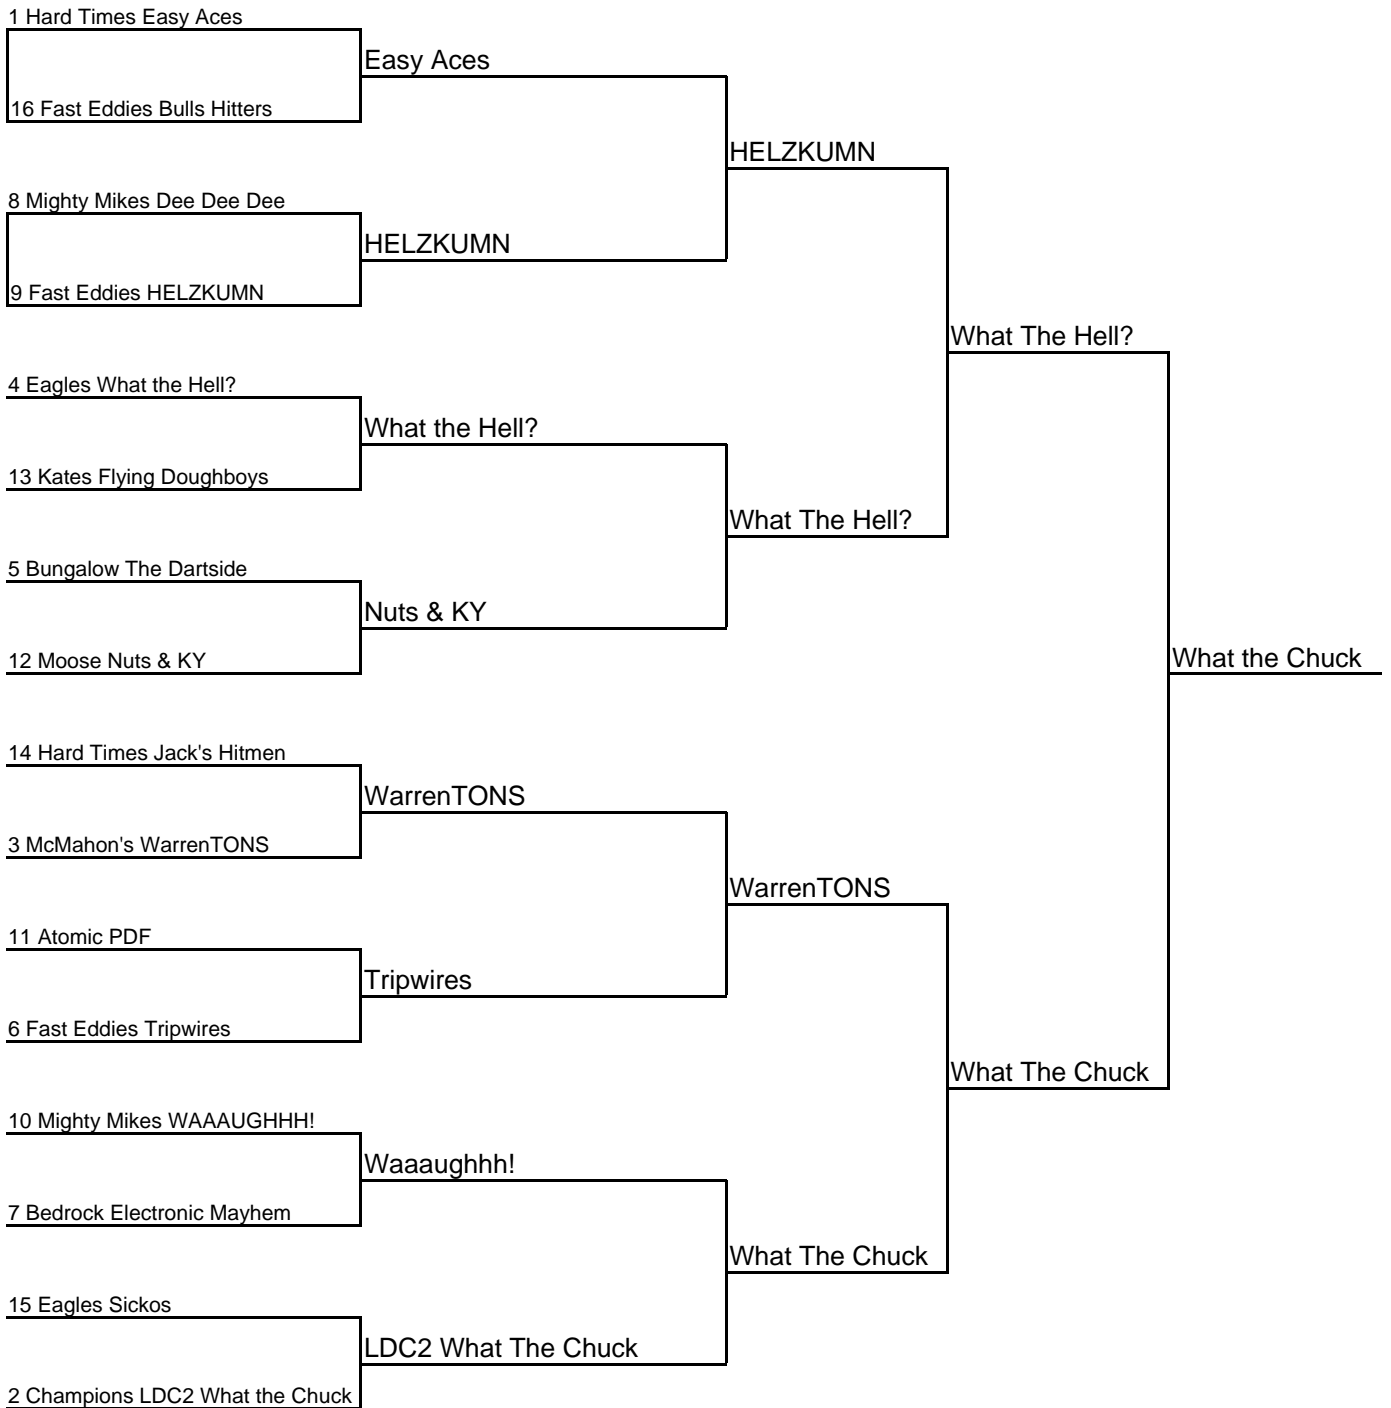 1 Hard Times Easy Aces
Easy Aces
16 Fast Eddies Bulls Hitters
HELZKUMN
8 Mighty Mikes Dee Dee Dee
HELZKUMN
9 Fast Eddies HELZKUMN
What The Hell?
4 Eagles What the Hell?
What the Hell?
13 Kates Flying Doughboys
What The Hell?
5 Bungalow The Dartside
Nuts & KY
12 Moose Nuts & KY
What the Chuck
14 Hard Times Jack's Hitmen
WarrenTONS
3 McMahon's WarrenTONS
WarrenTONS
11 Atomic PDF
Tripwires
6 Fast Eddies Tripwires
What The Chuck
10 Mighty Mikes WAAAUGHHH!
Waaaughhh!
7 Bedrock Electronic Mayhem
What The Chuck
15 Eagles Sickos
LDC2 What The Chuck
2 Champions LDC2 What the Chuck